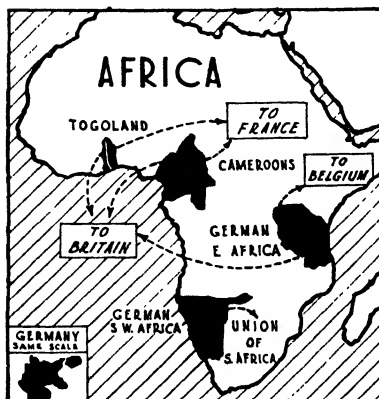 AFRICA
TOGOLAND
TO
FRANCE
CAMEROONS
TO
BELGIUM
TO
BRITAIN
GERMAN
E. AFRICA
GERMAN
S.W. AFRICA
UNION
OF
S. AFRICA
GERMANY
SAME SCALE